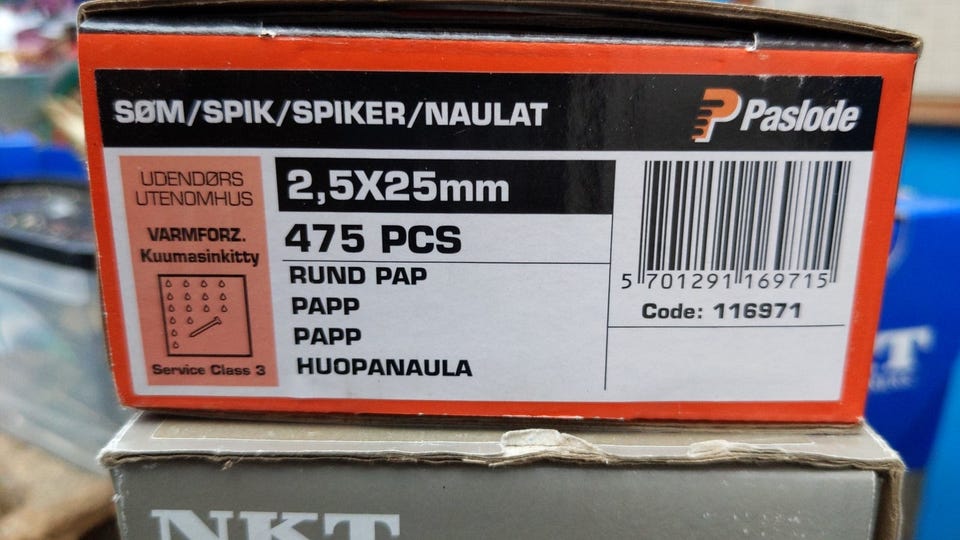 SØM/SPIK/SPIKER/NAULAT
Paslode
UDENDØRS
UTENOMHUS
VARMFORZ.
Kuumasinkitty
Service Class 3
2,5X25mm
475 PCS
RUND PAP
PAPP
PAPP
HUOPANAULA
5 701291 169715
Code: 116971
NKT